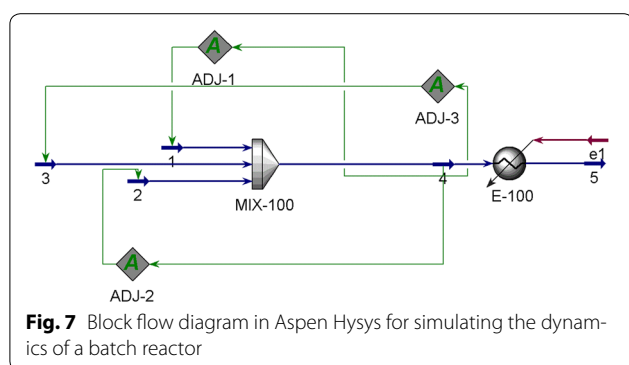 A
ADJ-1
A
ADJ-3
1
3
2
MIX-100
4
E-100
e1
5
A
ADJ-2
Fig. 7 Block flow diagram in Aspen Hysys for simulating the dynam-
ics of a batch reactor